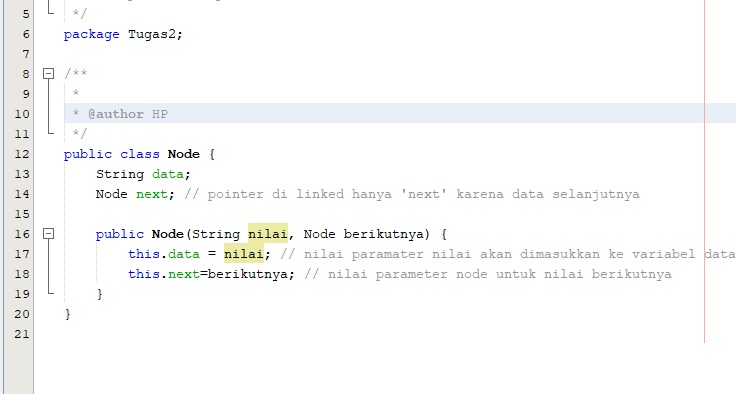 5 */
6 package Tugas2;
7
8 /**
9 *
10 * @author HP
11 */
12 public class Node {
13 String data;
14 Node next; // pointer di linked hanya 'next' karena data selanjutnya
15
16 public Node(String nilai, Node berikutnya) {
17 this.data = nilai; // nilai paramater nilai akan dimasukkan ke variabel data
18 this.next=berikutnya; // nilai parameter node untuk nilai berikutnya
19 }
20 }
21